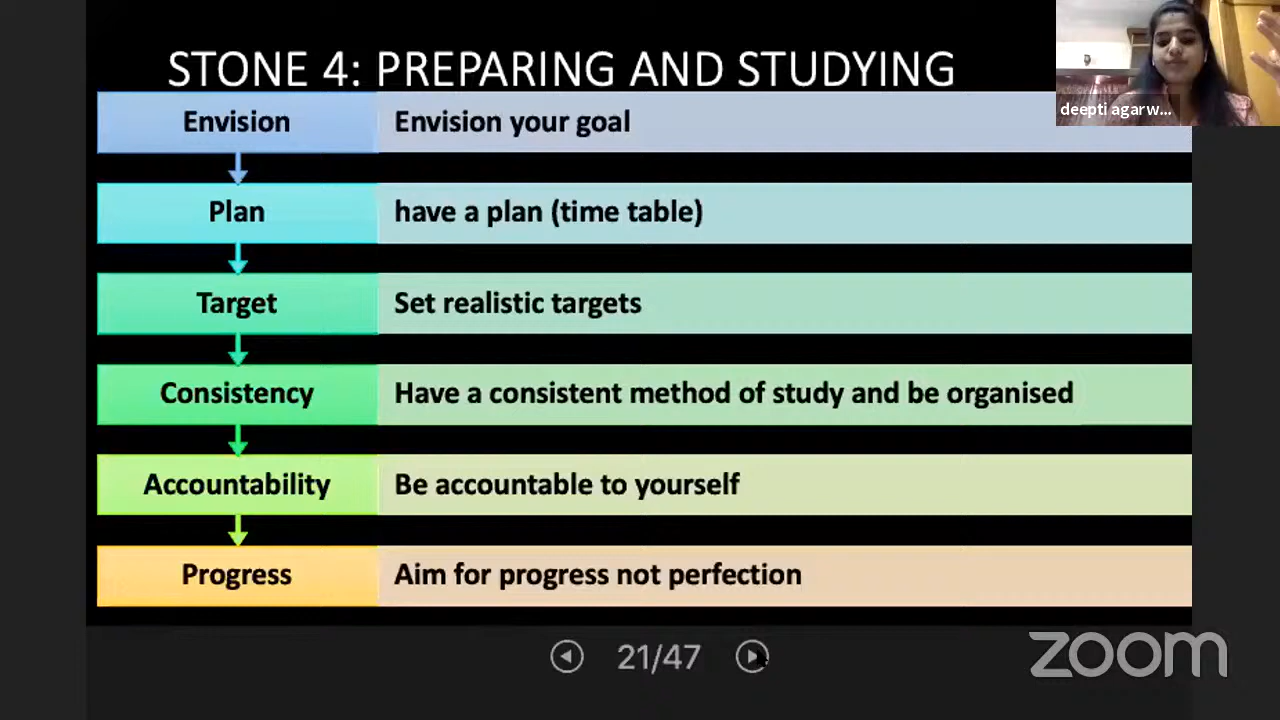 STONE 4: PREPARING AND STUDYING
deepti agarw...
Envision Envision your goal
Plan have a plan (time table)
Target Set realistic targets
Consistency Have a consistent method of study and be organised
Accountability Be accountable to yourself
Progress Aim for progress not perfection
21/47
zoom